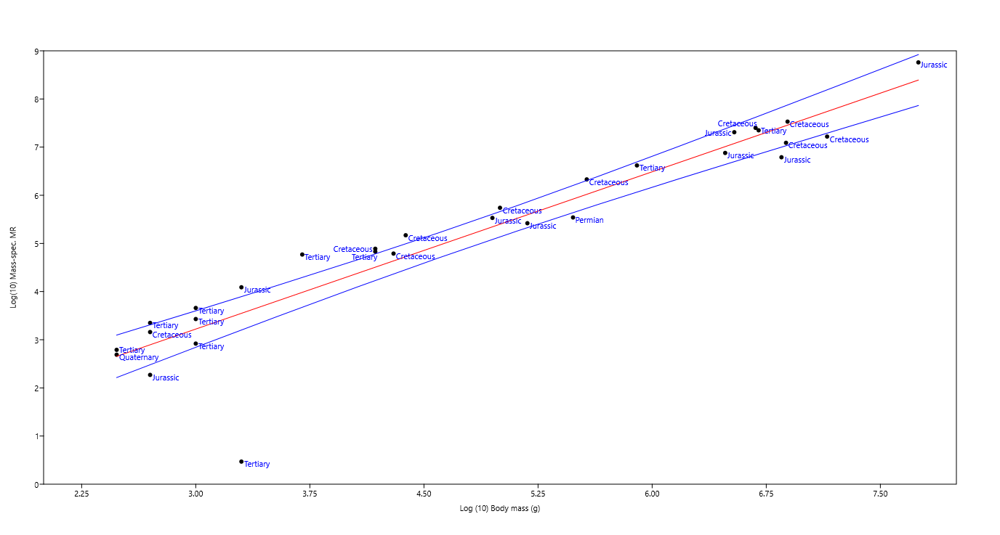 9
Jurassic
8
Cretaceous
Cretaceous
Jurassic
Tertiary
7
Cretaceous
Cretaceous
Jurassic
Jurassic
Tertiary
6
Cretaceous
Cretaceous
Jurassic
Permian
Jurassic
5
Cretaceous
Cretaceous
Tertiary
Tertiary
Cretaceous
4
Jurassic
Tertiary
Tertiary
Tertiary
3
Cretaceous
Tertiary
Tertiary
Quaternary
2
Jurassic
1
Tertiary
0
2.25 3.00 3.75 4.50 5.25 6.00 6.75 7.50
Log (10) Body mass (g)
Log(10) Mass-spec. MR